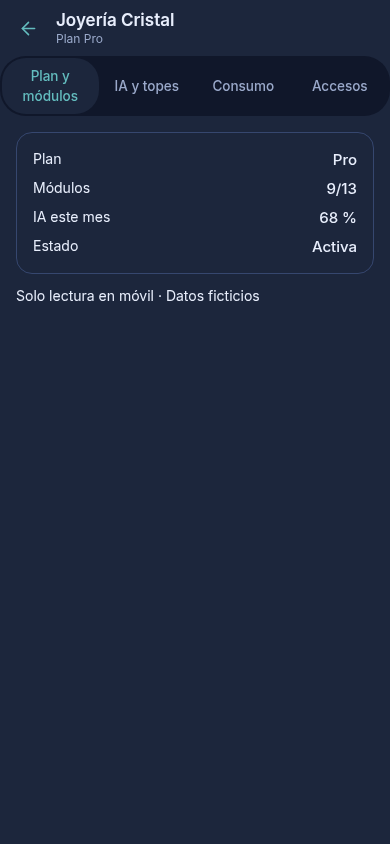 Joyería Cristal
Plan Pro
Plan y
módulos
IA y topes
Consumo
Accesos
Plan Pro
Módulos 9/13
IA este mes 68 %
Estado Activa
Solo lectura en móvil · Datos ficticios